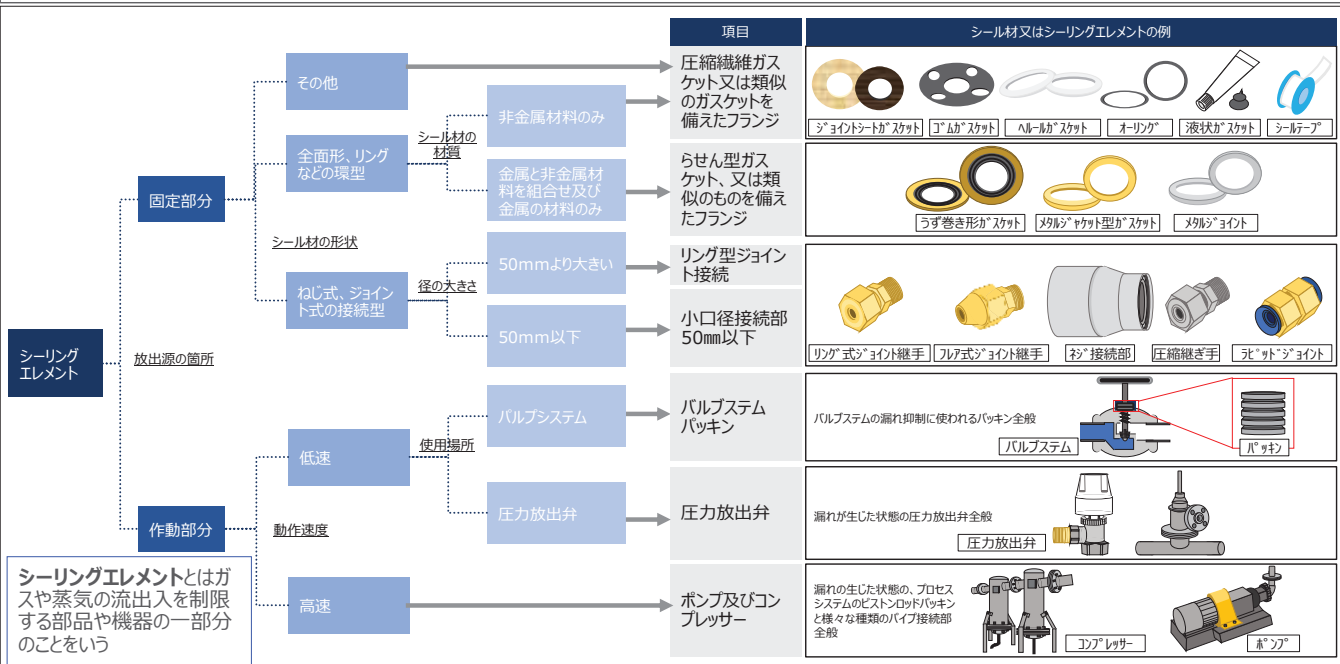 項目
シール材又はシーリングエレメントの例
シーリング
エレメント
放出源の箇所
固定部分
作動部分
シール材の形状
動作速度
その他
全面形、リング
などの環型
ねじ式、ジョイン
ト式の接続型
低速
高速
シール材の
材質
径の大きさ
使用場所
非金属材料のみ
金属と非金属材
料を組合せ及び
金属の材料のみ
50mmより大きい
50mm以下
バルブシステム
圧力放出弁
圧縮繊維ガス
ケット又は類似
のガスケットを
備えたフランジ
ジョイントシートガスケット
ゴムガスケット
ヘルールガスケット
オーリング
液状ガスケット
シールテープ
らせん型ガス
ケット、又は類
似のものを備え
たフランジ
うず巻き形ガスケット
メタルジャケット型ガスケット
メタルジョイント
リング型ジョイン
ト接続
小口径接続部
50㎜以下
リング式ジョイント継手
フレア式ジョイント継手
ネジ接続部
圧縮継ぎ手
ラピッドジョイント
バルブステム
パッキン
バルブステムの漏れ抑制に使われるパッキン全般
バルブステム
パッキン
圧力放出弁
漏れが生じた状態の圧力放出弁全般
圧力放出弁
ポンプ及びコン
プレッサー
漏れの生じた状態の、プロセス
システムのピストンロッドパッキン
と様々な種類のパイプ接続部
全般
コンプレッサー
ポンプ
シーリングエレメントとはガ
スや蒸気の流出入を制限
する部品や機器の一部分
のことをいう